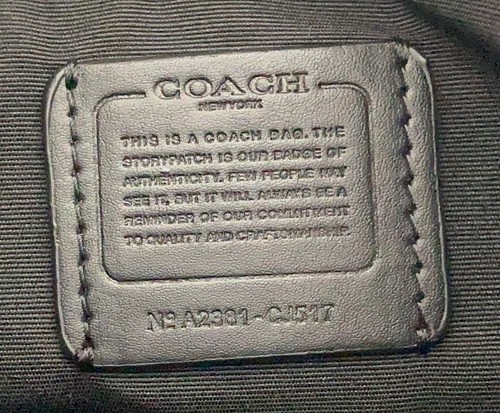 COACH
NEW YORK
THIS IS A COACH BAG. THE
STORYPATCH IS OUR BADGE OF
AUTHENTICITY. FEW PEOPLE MAY
SEE IT, BUT IT WILL ALWAYS BE A
REMINDER OF OUR COMMITMENT
TO QUALITY AND CRAFTSMANSHIP.
Nº A2381-CJ517